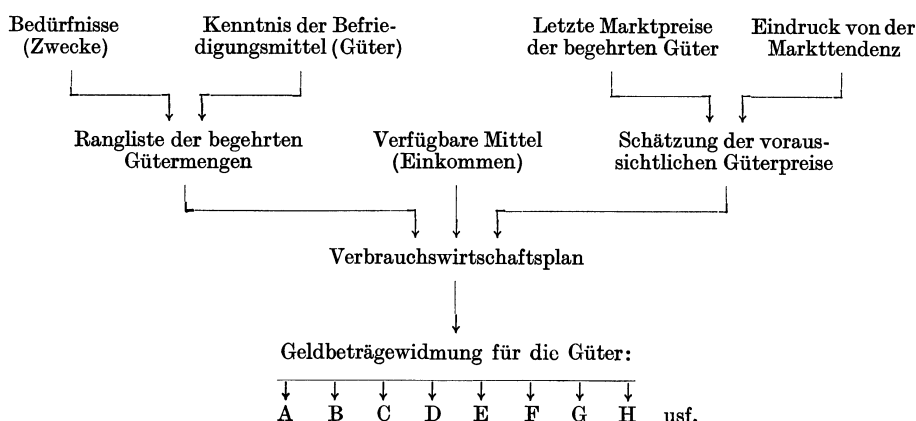 Bedürfnisse
(Zwecke)
Kenntnis der Befrie-
digungsmittel (Güter)
Letzte Marktpreise
der begehrten Güter
Eindruck von der
Markttendenz
Rangliste der begehrten
Gütermengen
Verfügbare Mittel
(Einkommen)
Schätzung der voraus-
sichtlichen Güterpreise
Verbrauchswirtschaftsplan
Geldbeträgewidmung für die Güter:
A B C D E F G H usf.